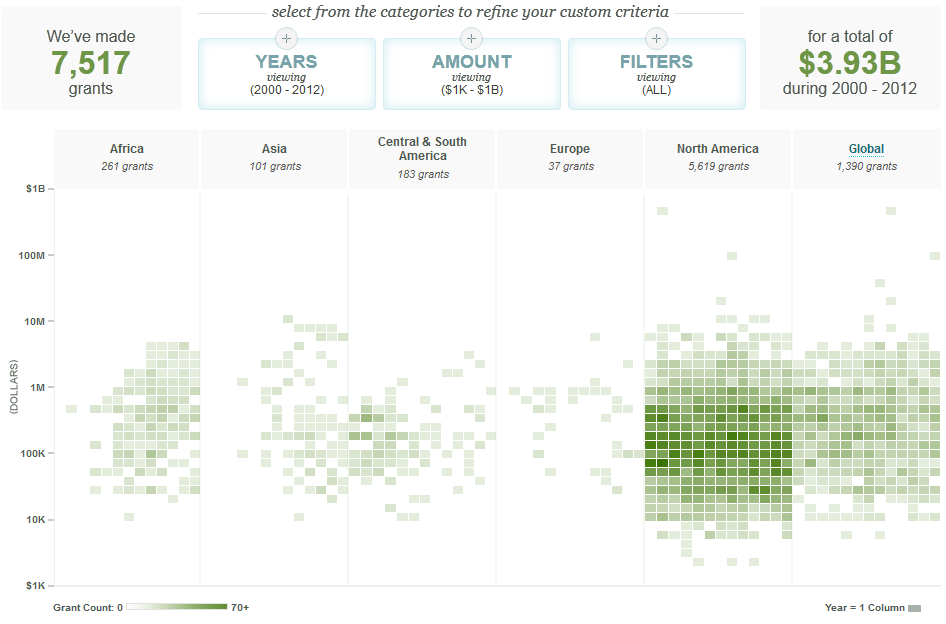 select from the categories to refine your custom criteria
We've made
7,517
grants
+
YEARS
viewing
(2000 - 2012)
+
AMOUNT
viewing
($1K - $1B)
+
FILTERS
viewing
(ALL)
for a total of
$3.93B
during 2000 - 2012
Africa
261 grants
Asia
101 grants
Central & South
America
183 grants
Europe
37 grants
North America
5,619 grants
Global
1,390 grants
$1B
100M
10M
1M
100K
10K
$1K
(DOLLARS)
Grant Count: 0 70+
Year = 1 Column